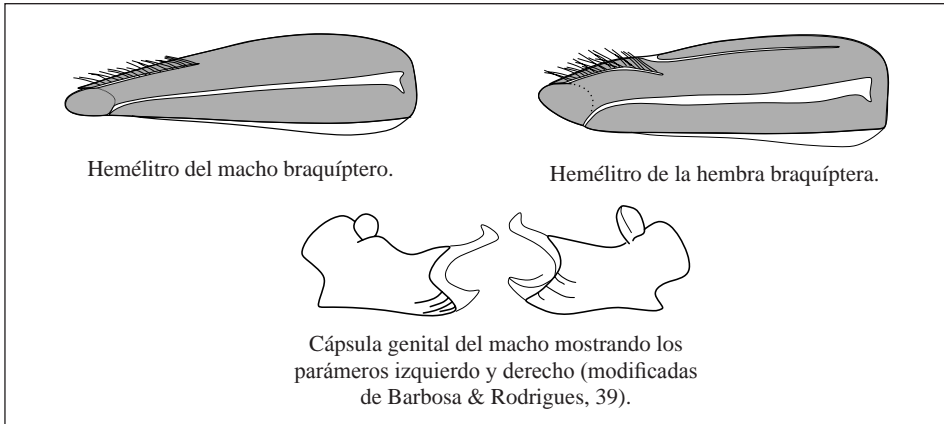 Hemélitro del macho braquíptero.
Hemélitro de la hembra braquíptera.
Cápsula genital del macho mostrando los
parámeros izquierdo y derecho (modificadas
de Barbosa & Rodrigues, 39).